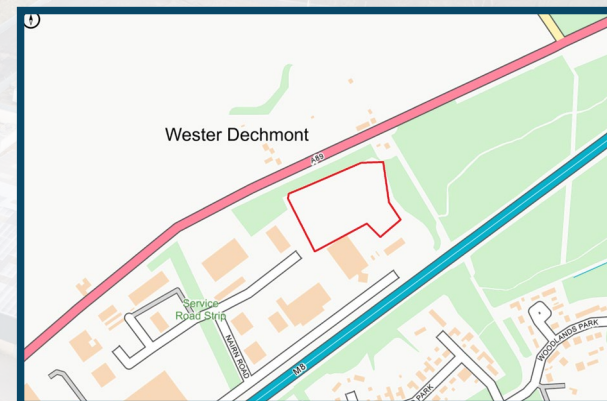 Wester Dechmont
A89
Service
Road Strip
NAIRN ROAD
M8
PARK
WOODLANDS PARK